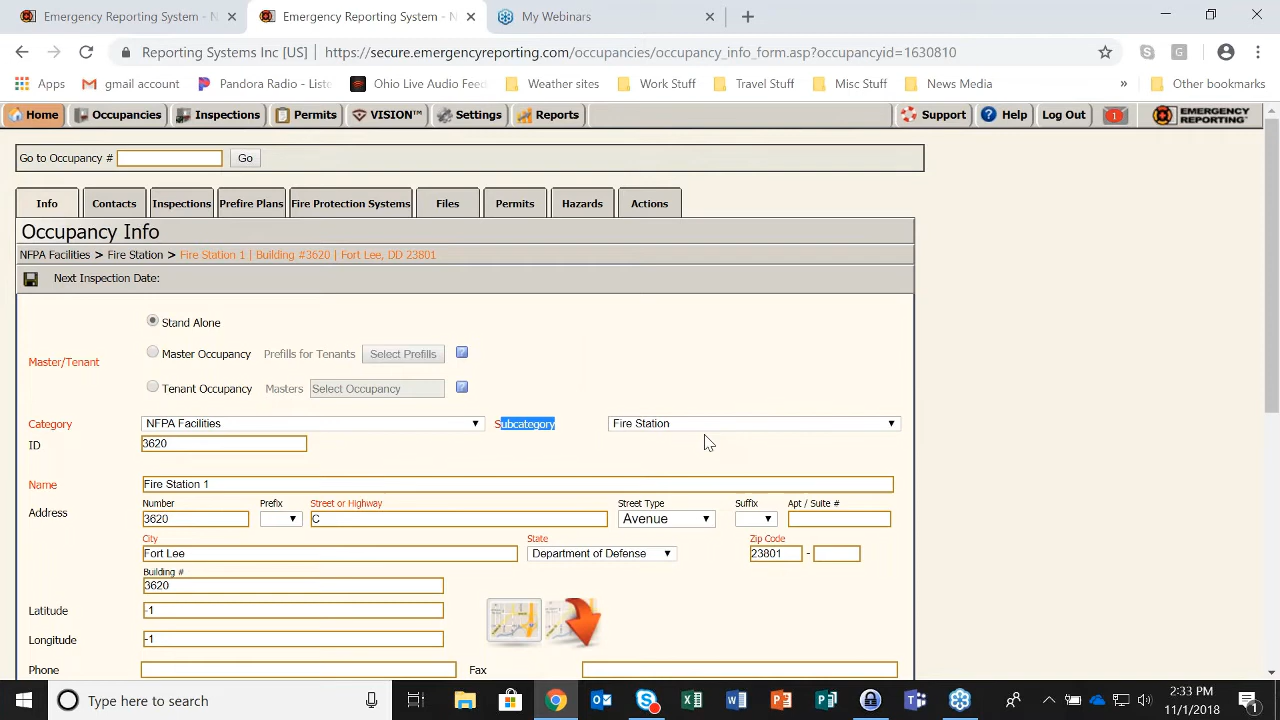 Emergency Reporting System - N
Emergency Reporting System - N
My Webinars
Reporting Systems Inc [US] | https://secure.emergencyreporting.com/occupancies/occupancy_info_form.asp?occupancyid=1630810
Apps gmail account Pandora Radio - Liste Ohio Live Audio Feed Weather sites Work Stuff Travel Stuff Misc Stuff News Media » Other bookmarks
Home Occupancies Inspections Permits VISION™ Settings Reports Support Help Log Out 1 EMERGENCY REPORTING
Go to Occupancy # Go
Info Contacts Inspections Prefire Plans Fire Protection Systems Files Permits Hazards Actions
Occupancy Info
NFPA Facilities > Fire Station > Fire Station 1 | Building #3620 | Fort Lee, DD 23801
Next Inspection Date:
Stand Alone
Master/Tenant
Master Occupancy Prefills for Tenants Select Prefills ?
Tenant Occupancy Masters Select Occupancy ?
Category NFPA Facilities Subcategory Fire Station
ID 3620
Name Fire Station 1
Number Prefix Street or Highway Street Type Suffix Apt / Suite #
Address 3620 C Avenue
City State Zip Code
Fort Lee Department of Defense 23801 -
Building #
3620
Latitude -1
Longitude -1
Phone Fax
Type here to search
2:33 PM
11/1/2018
1